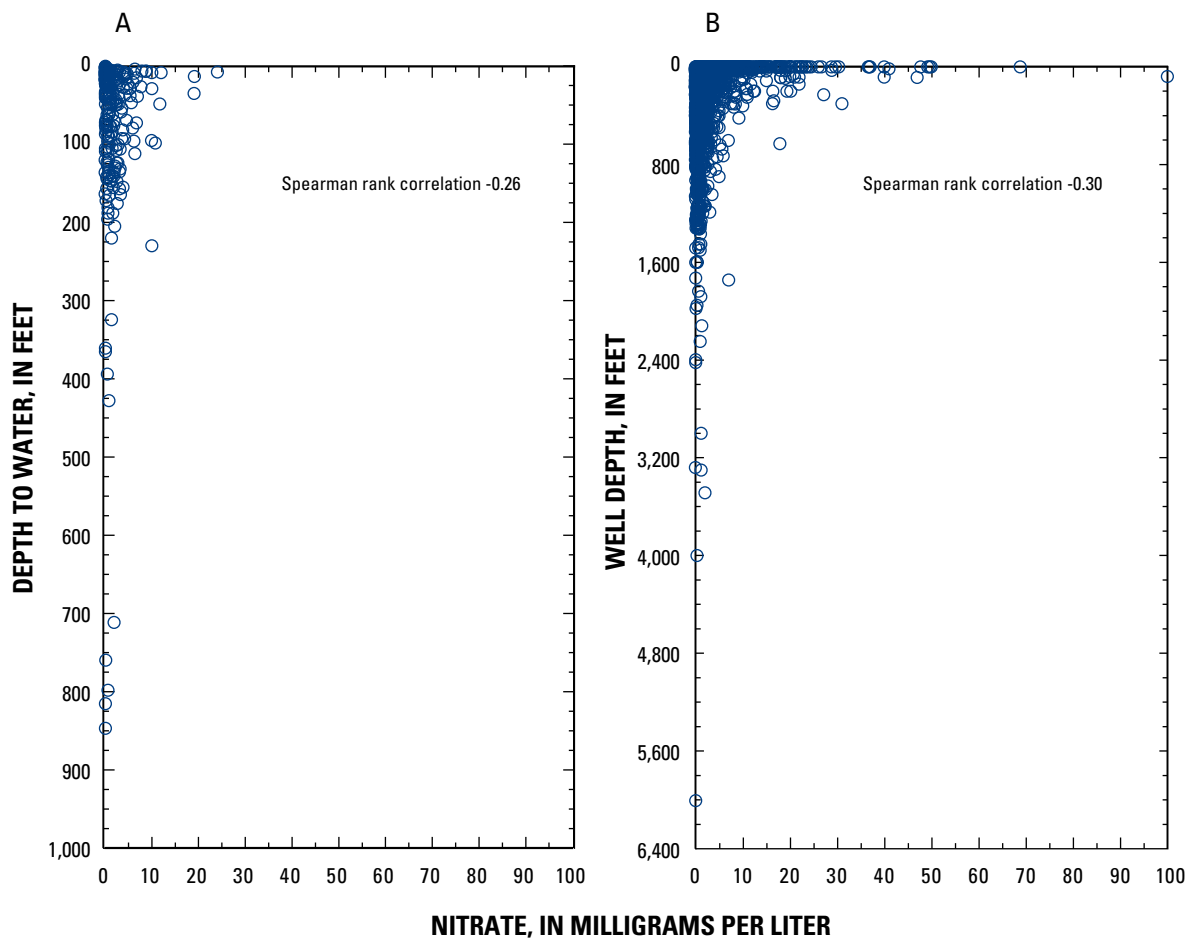 A
0
100
200
300
400
500
600
700
800
900
1,000
DEPTH TO WATER, IN FEET
Spearman rank correlation -0.26
0 10 20 30 40 50 60 70 80 90 100
B
0
800
1,600
2,400
3,200
4,000
4,800
5,600
6,400
WELL DEPTH, IN FEET
Spearman rank correlation -0.30
0 10 20 30 40 50 60 70 80 90 100
NITRATE, IN MILLIGRAMS PER LITER